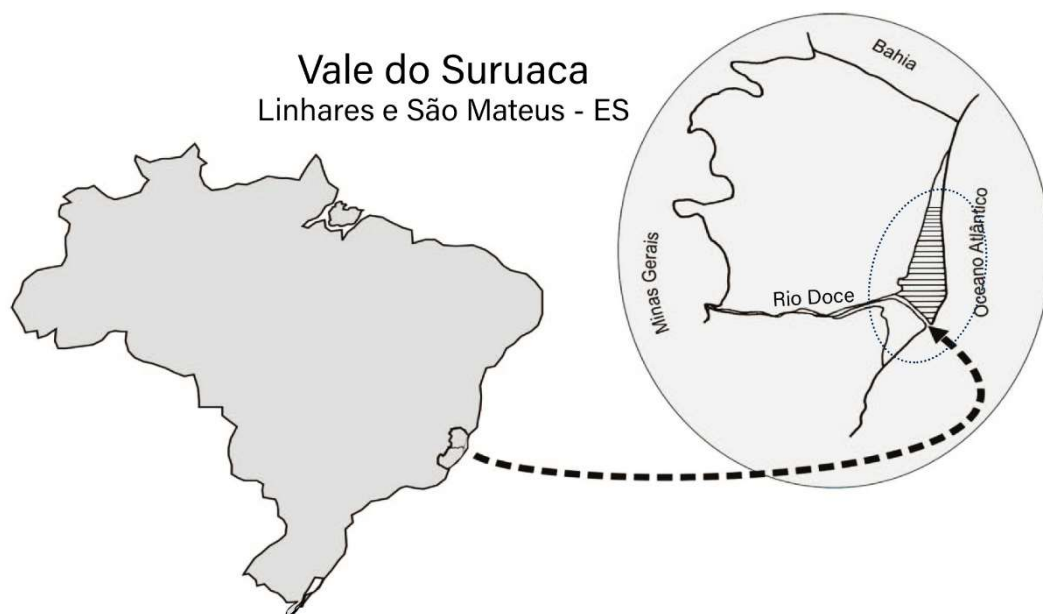 Vale do Suruaca
Linhares e São Mateus - ES
Bahia
Minas Gerais
Rio Doce
Oceano Atlântico